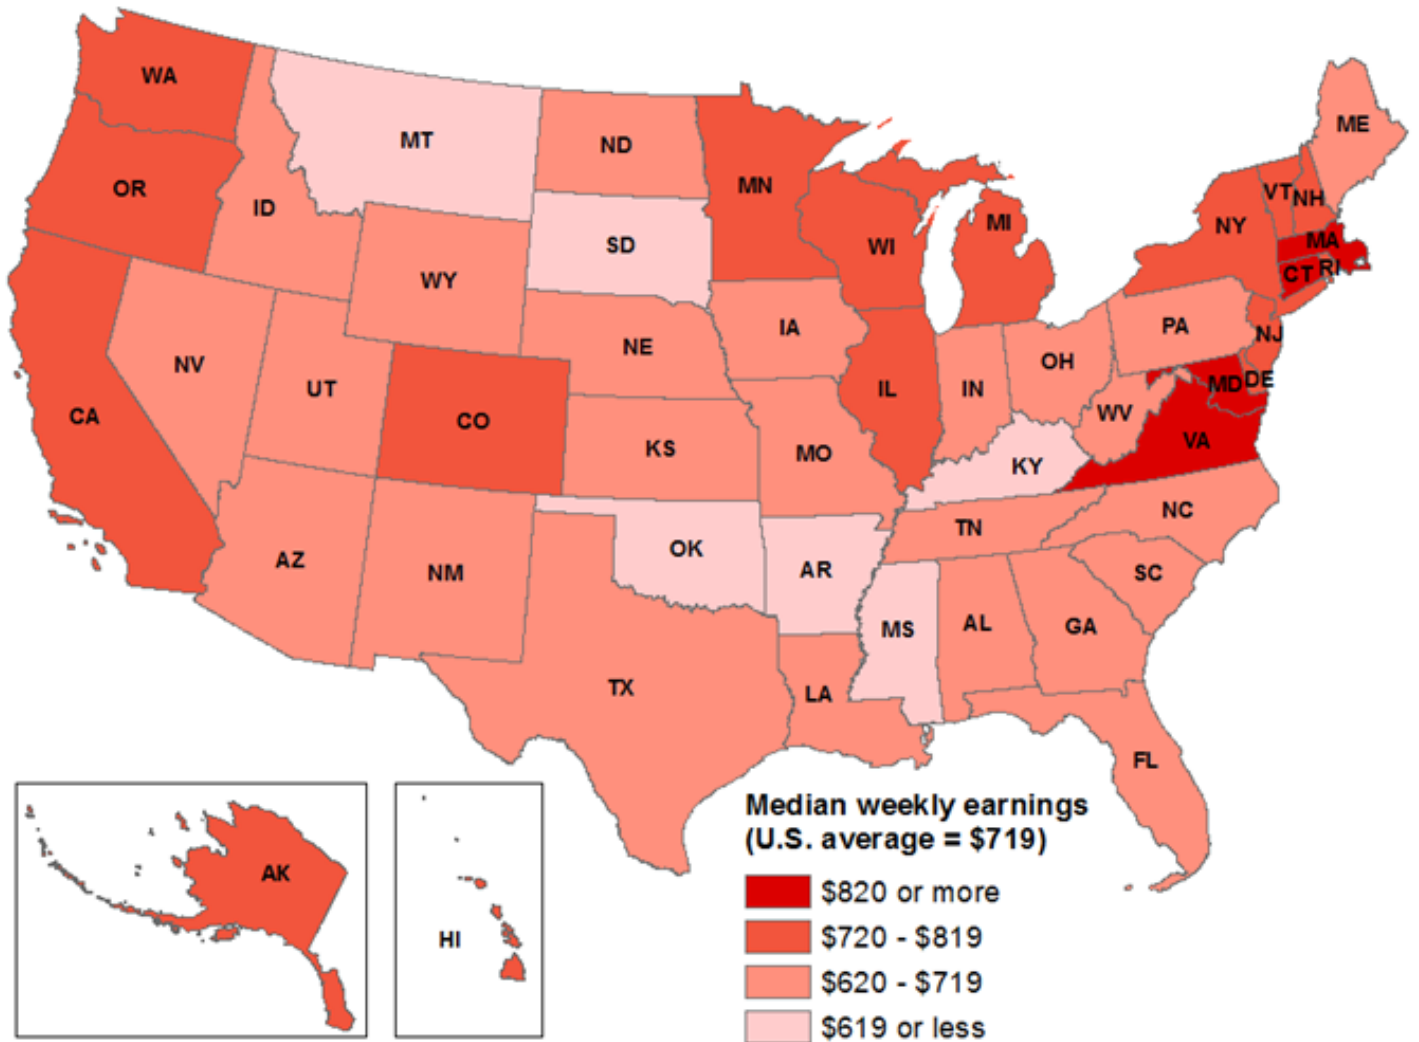 WA
MT
ND
ME
OR
ID
MN
VT
NH
SD
WI
MI
NY
MA
WY
CT
RI
IA
PA
NE
NJ
NV
UT
IL
IN
OH
MD
DE
CA
CO
WV
KS
MO
VA
KY
AZ
NM
OK
AR
TN
NC
SC
MS
AL
GA
TX
LA
FL
AK
HI
Median weekly earnings
(U.S. average = $719)
$820 or more
$720 - $819
$620 - $719
$619 or less